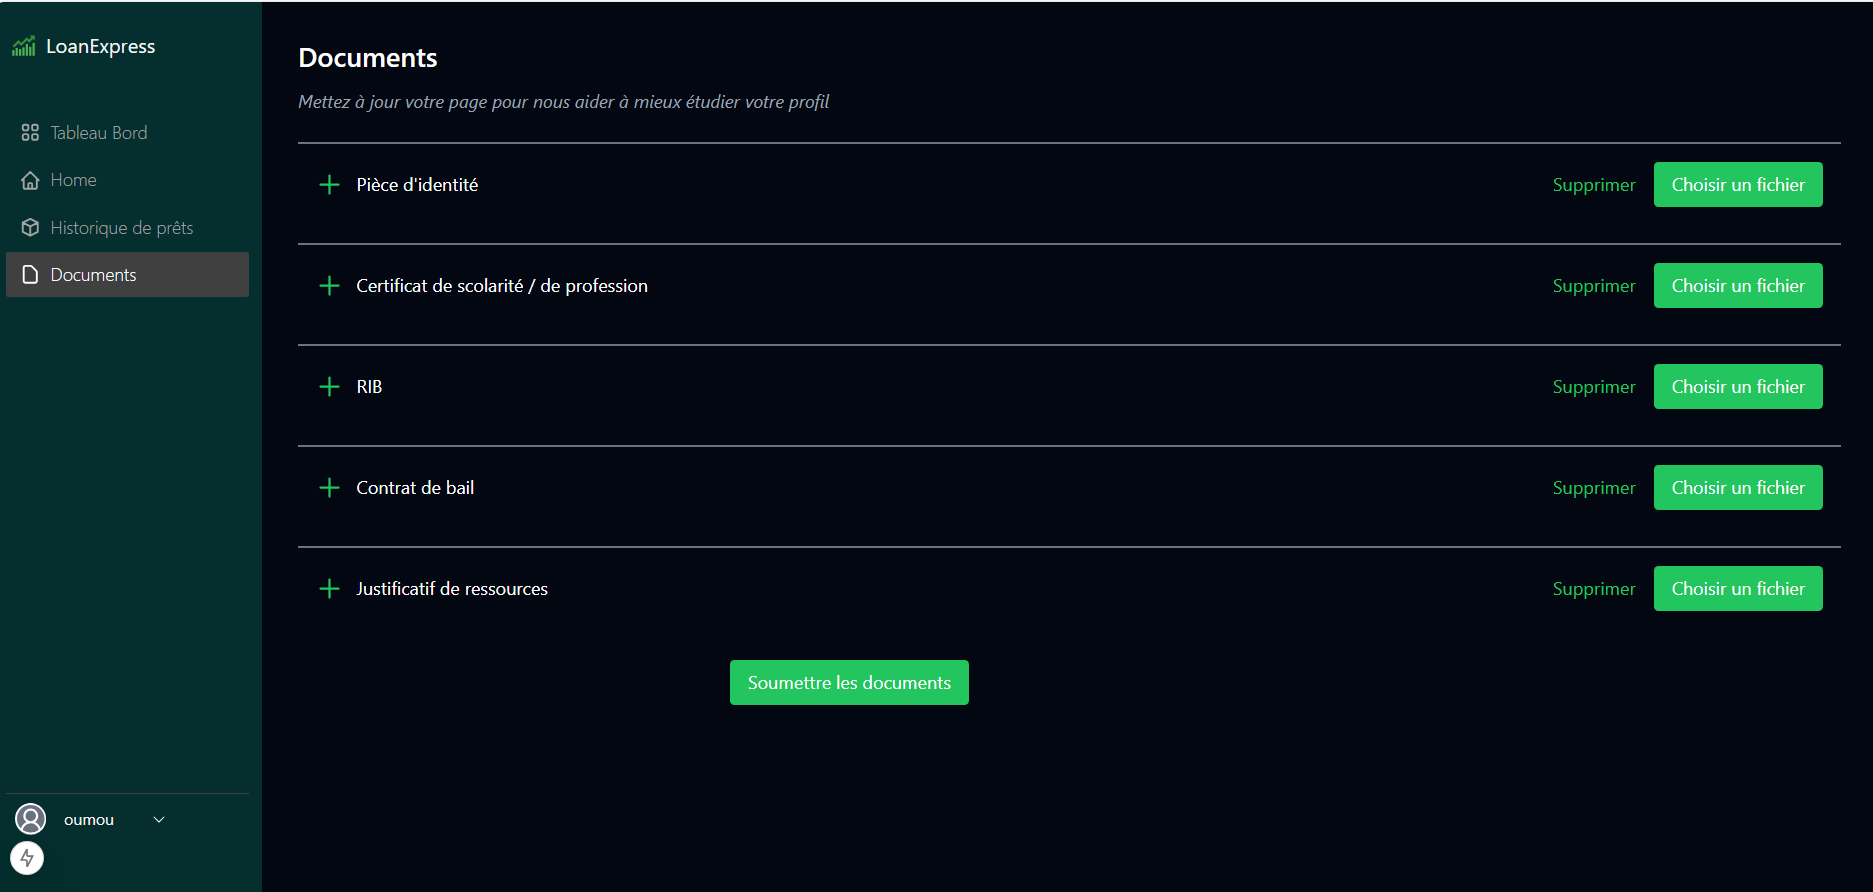 LoanExpress
Tableau Bord
Home
Historique de prêts
Documents
oumou
Documents
Mettez à jour votre page pour nous aider à mieux étudier votre profil
Pièce d'identité Supprimer Choisir un fichier
Certificat de scolarité / de profession Supprimer Choisir un fichier
RIB Supprimer Choisir un fichier
Contrat de bail Supprimer Choisir un fichier
Justificatif de ressources Supprimer Choisir un fichier
Soumettre les documents